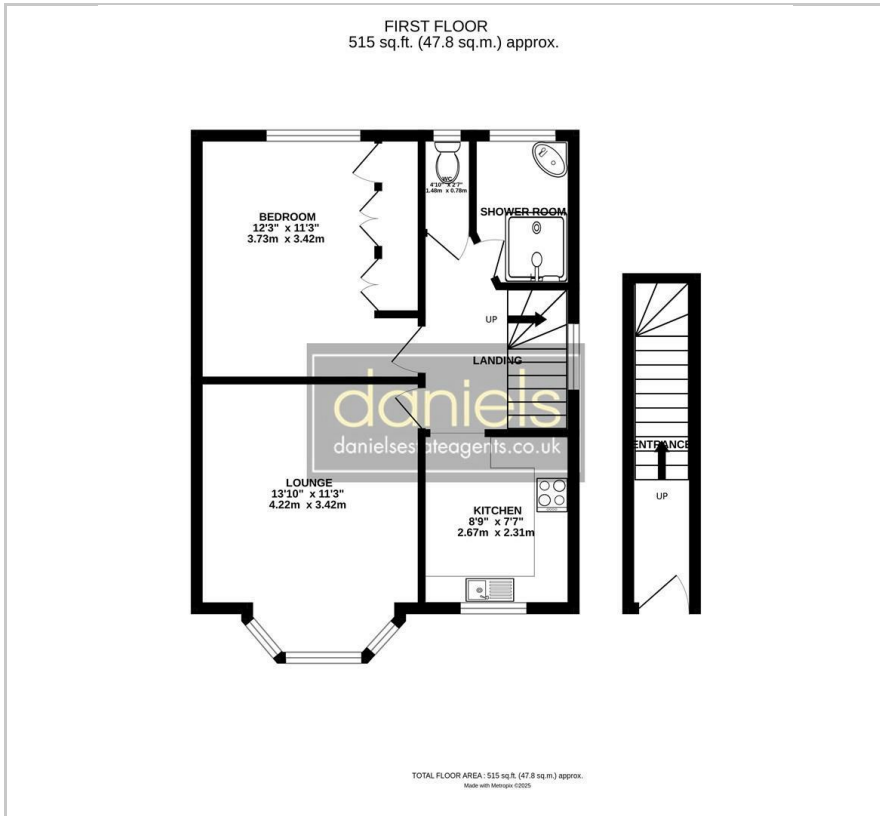 FIRST FLOOR
515 sq.ft. (47.8 sq.m.) approx.
WC
4'10" x 2'7"
1.48m x 0.78m
SHOWER ROOM
BEDROOM
12'3" x 11'3"
3.73m x 3.42m
UP
LANDING
daniels
danielsestateagents.co.uk
ENTRANCE
UP
LOUNGE
13'10" x 11'3"
4.22m x 3.42m
KITCHEN
8'9" x 7'7"
2.67m x 2.31m
TOTAL FLOOR AREA : 515 sq.ft. (47.8 sq.m.) approx.
Made with Metropix ©2025